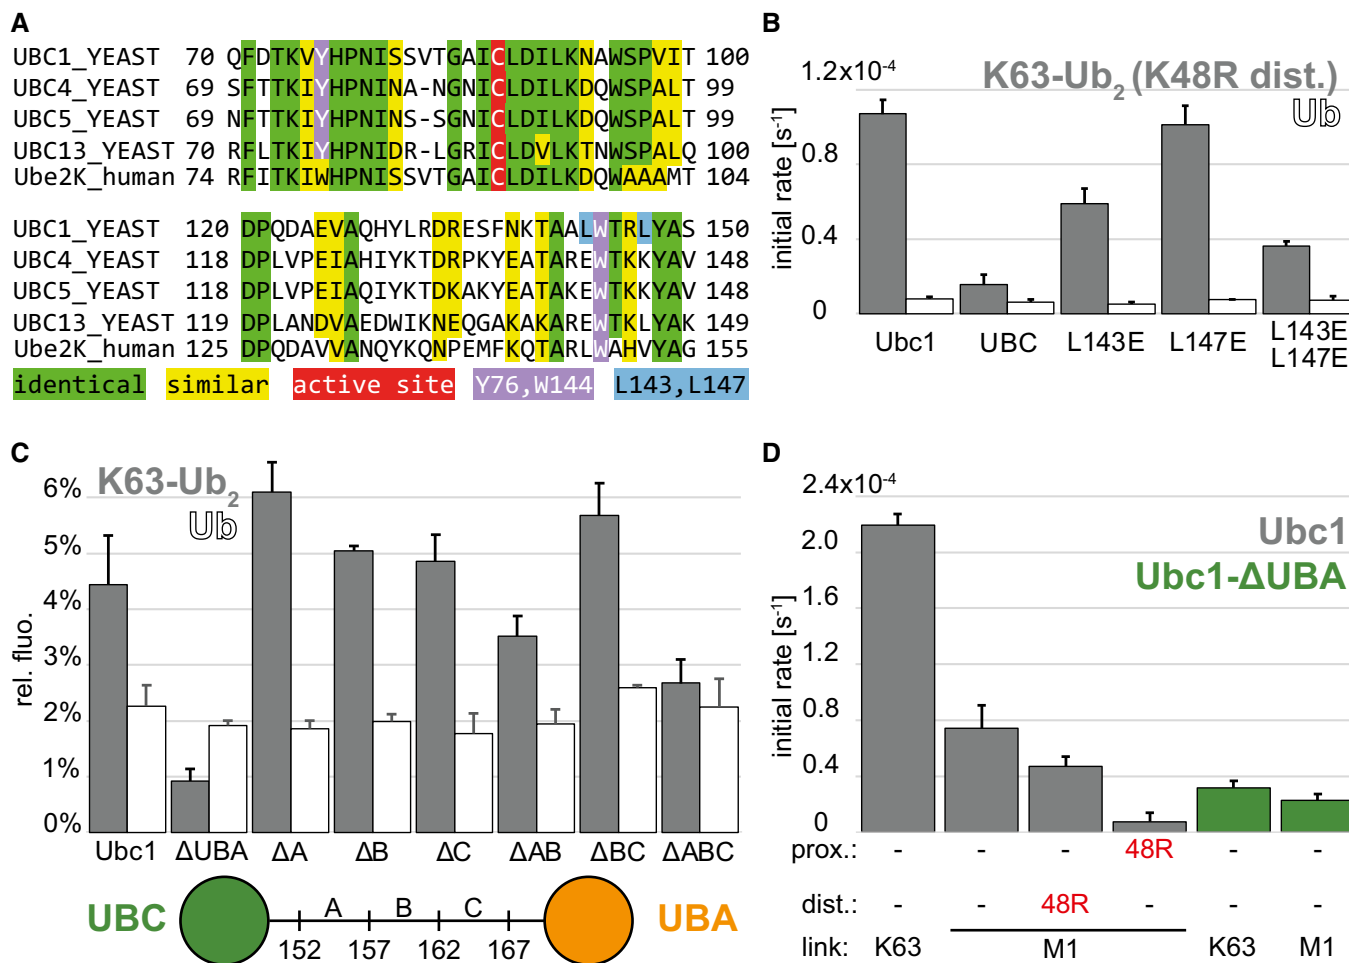 A
UBC1_YEAST 70 QFDTKVYHPNISSVTGAICLDILKNAWSPVIT 100
UBC4_YEAST 69 SFTTKIYHPNINA-NGNICLDILKDQWSPALT 99
UBC5_YEAST 69 NFTTKIYHPNINS-SGNICLDILKDQWSPALT 99
UBC13_YEAST 70 RFLTKIYHPNIDR-LGRICLDVLKTNWSPALQ 100
Ube2K_human 74 RFITKIWHPNISSVTGAICLDILKDQWAAAMT 104
UBC1_YEAST 120 DPQDAEVAQHYLRDRESFNKTAALWTRLYAS 150
UBC4_YEAST 118 DPLVPEIAHIYKTDRPKYEATAREWTKKYAV 148
UBC5_YEAST 118 DPLVPEIAQIYKTDKAKYEATAKEWTKKYAV 148
UBC13_YEAST 119 DPLANDVAEDWIKNEQGAKAKAREWTKLYAK 149
Ube2K_human 125 DPQDAVVANQYKQNPEMFKQTARLWAHVYAG 155
identical similar active site Y76,W144 L143,L147
B
K63-Ub2 (K48R dist.)
Ub
initial rate [s-1]
1.2x10-4
0.8
0.4
0
Ubc1 UBC L143E L147E L143E
L147E
C
K63-Ub2
Ub
rel. fluo.
6%
5%
4%
3%
2%
1%
0%
Ubc1 ΔUBA ΔA ΔB ΔC ΔAB ΔBC ΔABC
UBC A B C UBA
152 157 162 167
D
Ubc1
Ubc1-ΔUBA
initial rate [s-1]
2.4x10-4
2.0
1.6
1.2
0.8
0.4
0
prox.: - - - 48R - -
dist.: - - 48R - - -
link: K63 M1 K63 M1